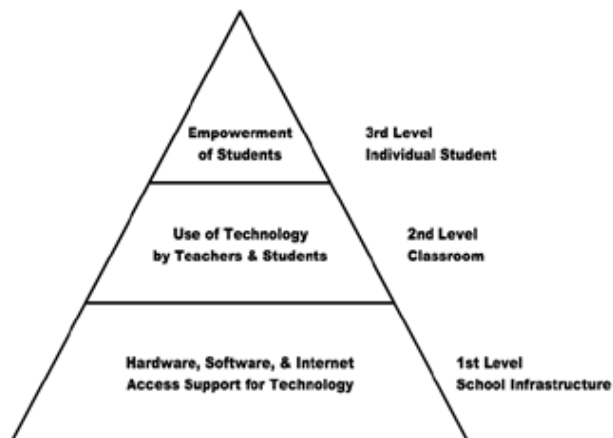 Empowerment
of Students
3rd Level
Individual Student
Use of Technology
by Teachers & Students
2nd Level
Classroom
Hardware, Software, & Internet
Access Support for Technology
1st Level
School Infrastructure